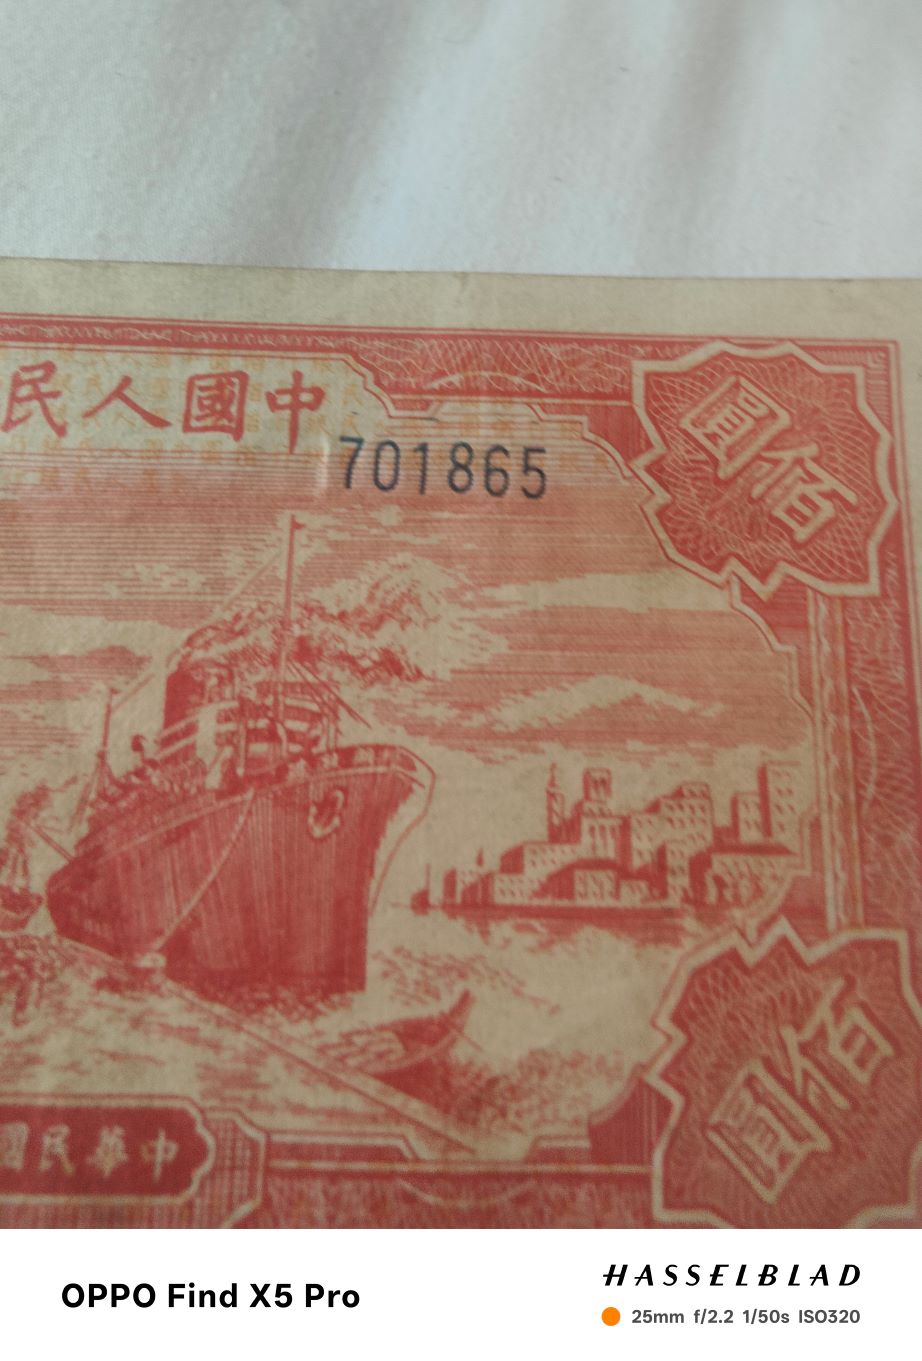 中國人民
701865
佰圓
佰圓
中華民國
OPPO Find X5 Pro
HASSELBLAD
25mm f/2.2 1/50s ISO320